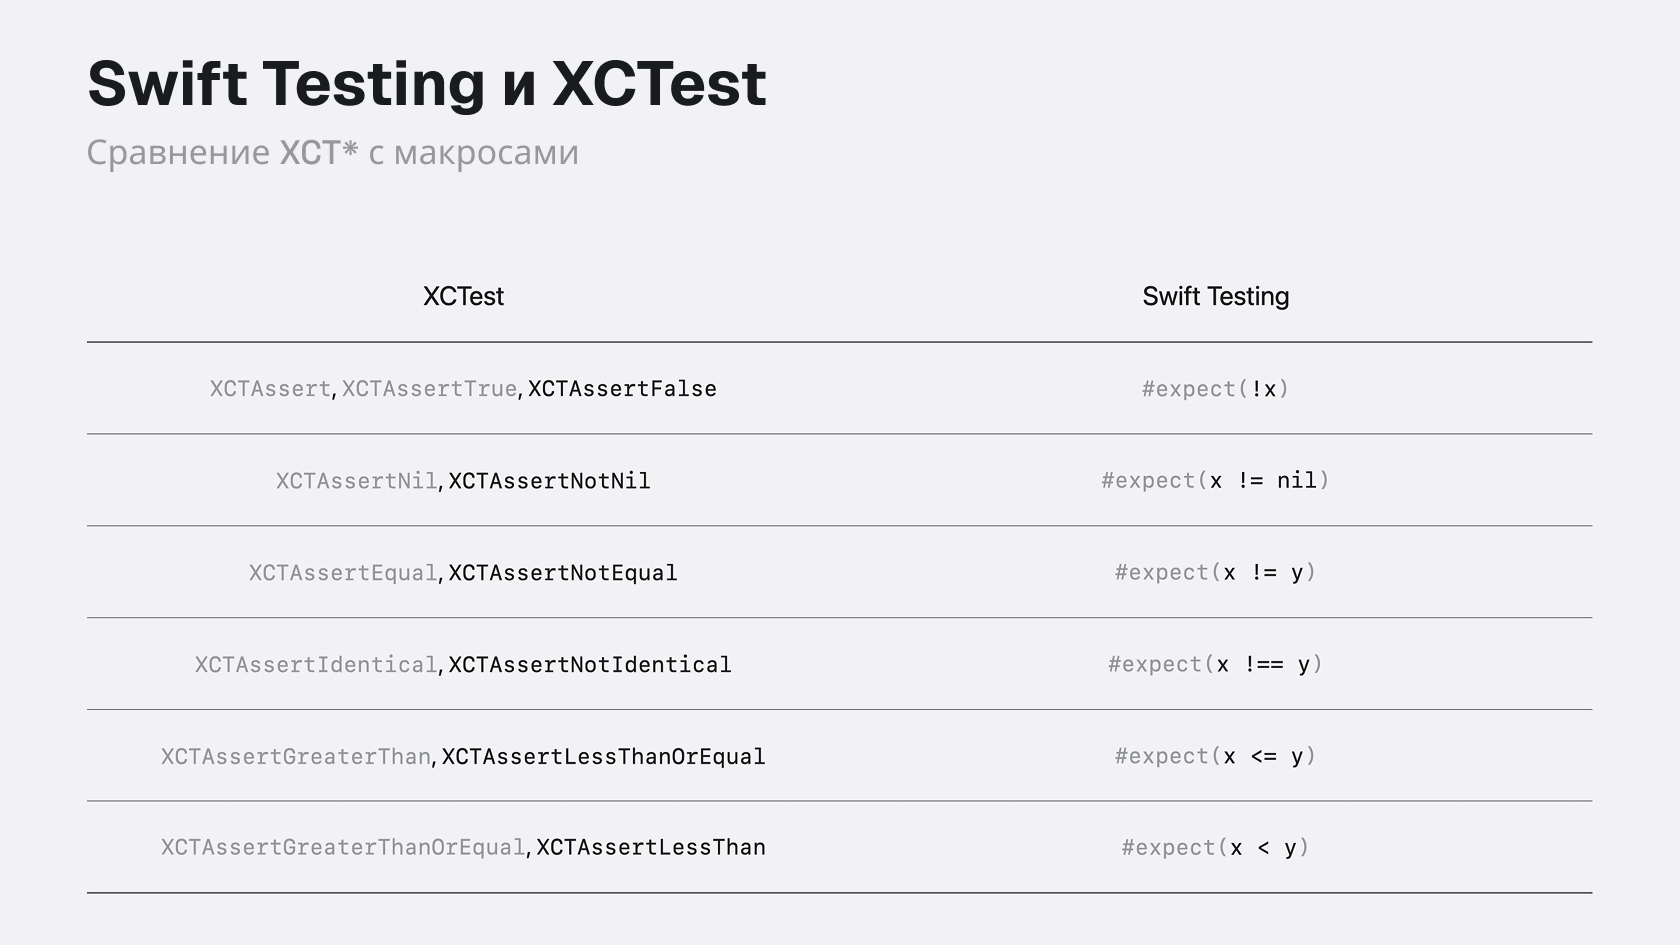 Swift Testing и XCTest
Сравнение XCT* с макросами
XCTest Swift Testing
XCTAssert, XCTAssertTrue, XCTAssertFalse #expect(!x)
XCTAssertNil, XCTAssertNotNil #expect(x != nil)
XCTAssertEqual, XCTAssertNotEqual #expect(x != y)
XCTAssertIdentical, XCTAssertNotIdentical #expect(x !== y)
XCTAssertGreaterThan, XCTAssertLessThanOrEqual #expect(x <= y)
XCTAssertGreaterThanOrEqual, XCTAssertLessThan #expect(x < y)